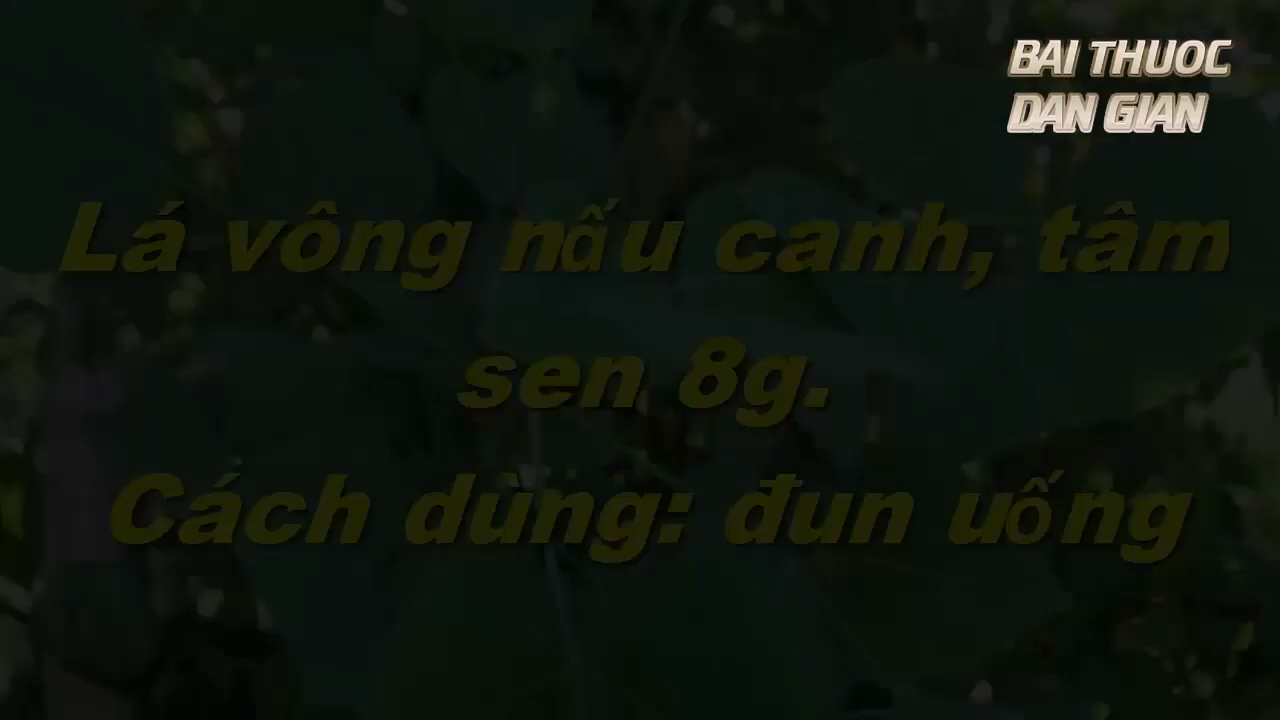 BAI THUOC
DAN GIAN
Lá vông nấu canh, tâm
sen 8g.
Cách dùng: đun uống